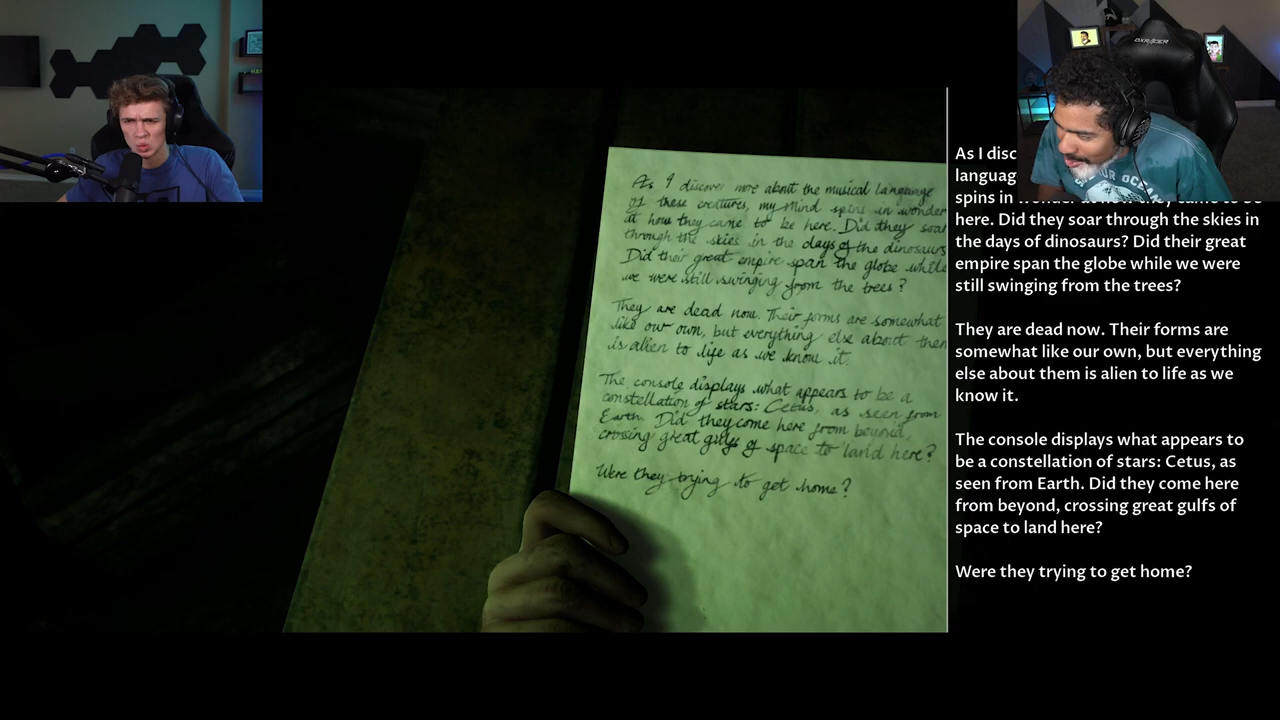 As I discover more about the musical language
of these creatures, my mind spins in wonder
at how they came to be here. Did they soar
through the skies in the days of the dinosaurs
Did their great empire span the globe while
we were still swinging from the trees?
They are dead now. Their forms are somewhat
like our own, but everything else about them
is alien to life as we know it.
The console displays what appears to be a
constellation of stars: Cetus, as seen from
Earth. Did they come here from beyond,
crossing great gulfs of space to land here?
Were they trying to get home?
As I disc
languag
spins in wonder
here. Did they soar through the skies in
the days of dinosaurs? Did their great
empire span the globe while we were
still swinging from the trees?
They are dead now. Their forms are
somewhat like our own, but everything
else about them is alien to life as we
know it.
The console displays what appears to
be a constellation of stars: Cetus, as
seen from Earth. Did they come here
from beyond, crossing great gulfs of
space to land here?
Were they trying to get home?